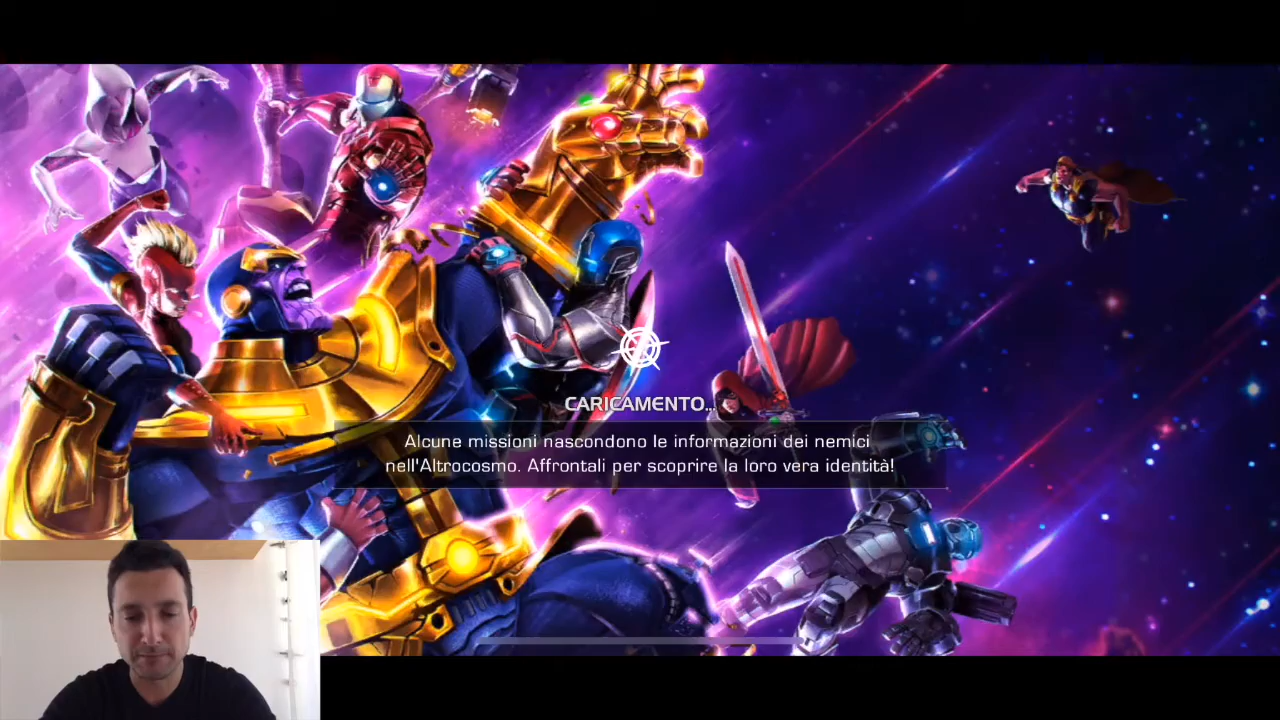 CARICAMENTO...
Alcune missioni nascondono le informazioni dei nemici
nell'Altrocosmo. Affrontali per scoprire la loro vera identità!